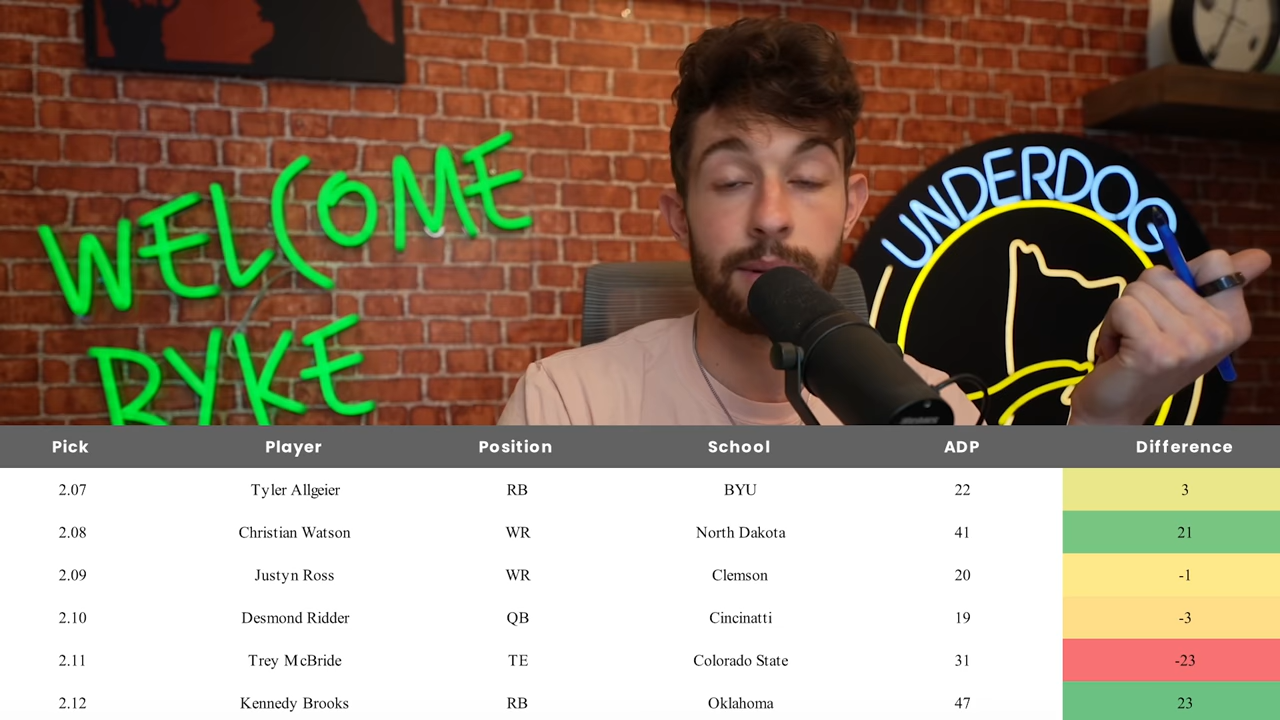 WELCOME
RYKE
UNDERDOG
Pick Player Position School ADP Difference
2.07 Tyler Allgeier RB BYU 22 3
2.08 Christian Watson WR North Dakota 41 21
2.09 Justyn Ross WR Clemson 20 -1
2.10 Desmond Ridder QB Cincinatti 19 -3
2.11 Trey McBride TE Colorado State 31 -23
2.12 Kennedy Brooks RB Oklahoma 47 23